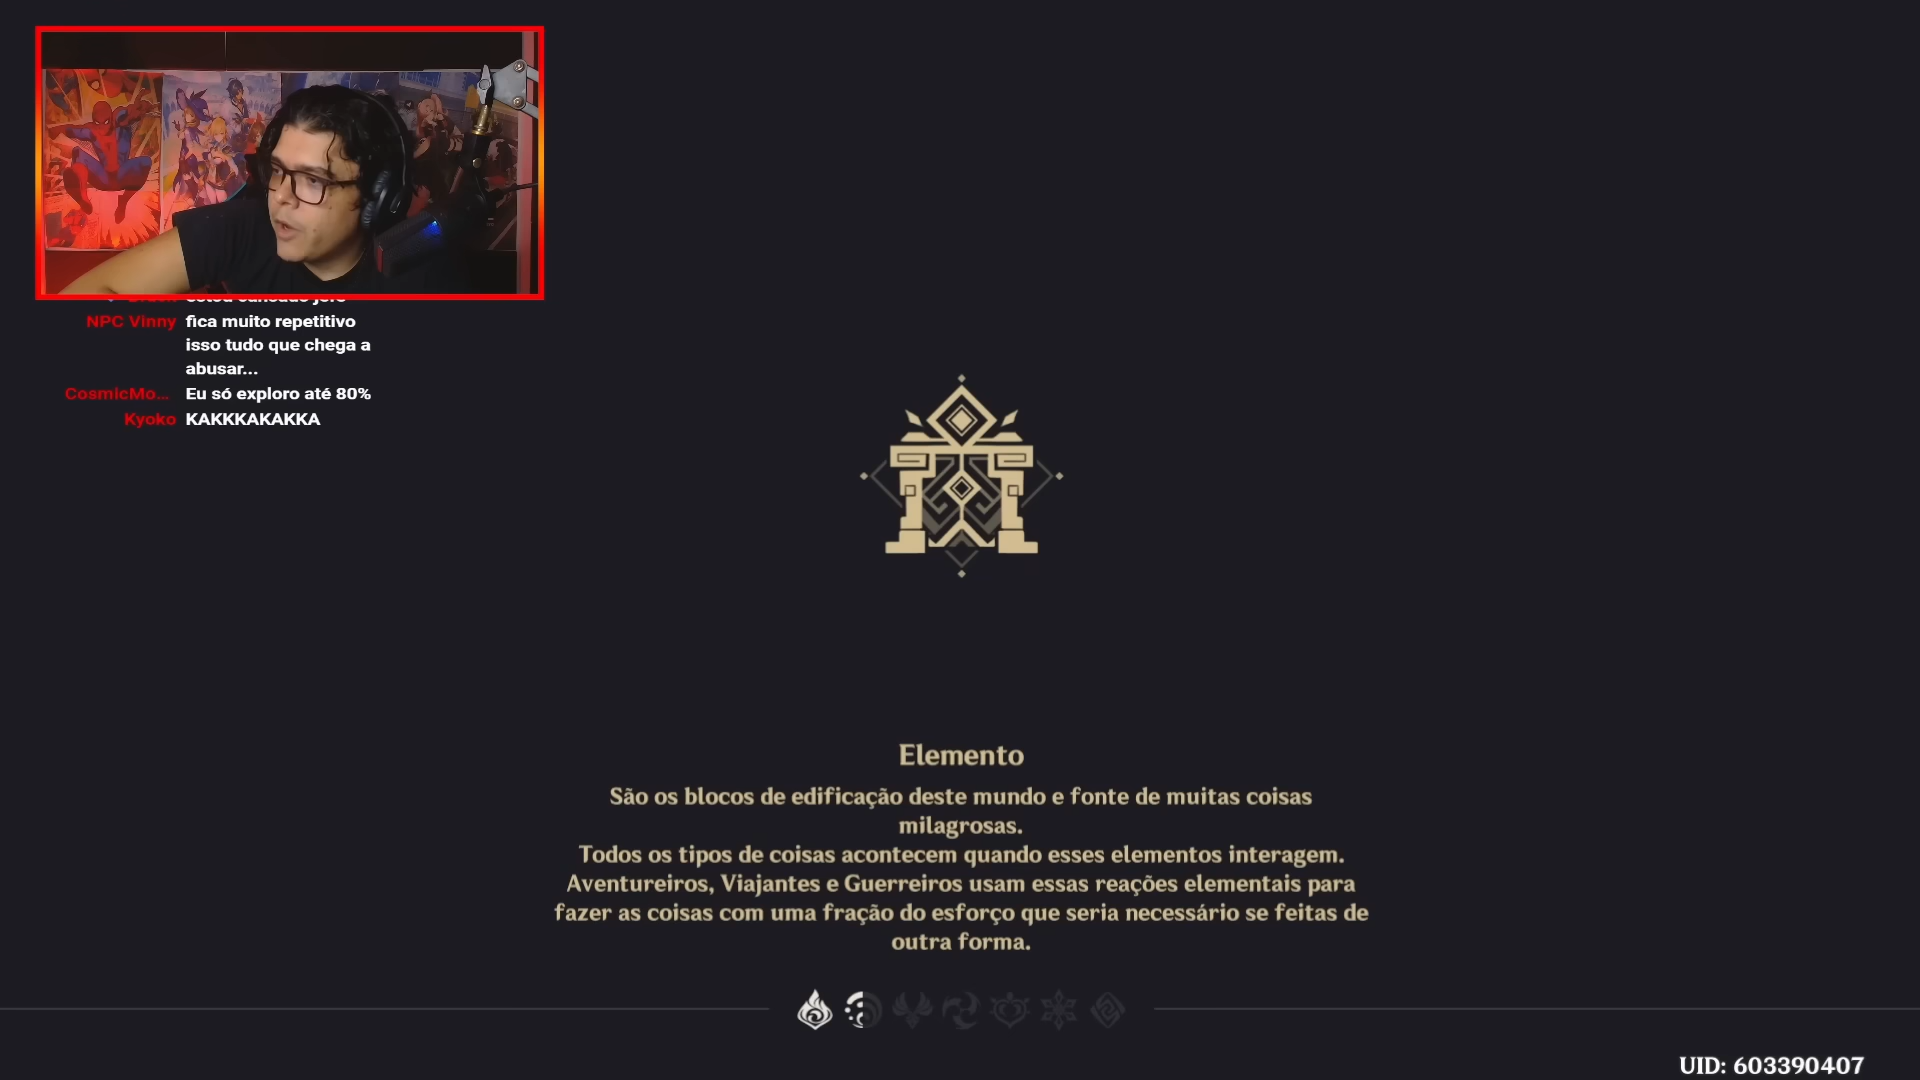 NPC Vinny fica muito repetitivo
isso tudo que chega a
abusar...
CosmicMo... Eu só exploro até 80%
Kyoko KAKKKAKAKKA
Elemento
São os blocos de edificação deste mundo e fonte de muitas coisas
milagrosas.
Todos os tipos de coisas acontecem quando esses elementos interagem.
Aventureiros, Viajantes e Guerreiros usam essas reações elementais para
fazer as coisas com uma fração do esforço que seria necessário se feitas de
outra forma.
UID: 603390407